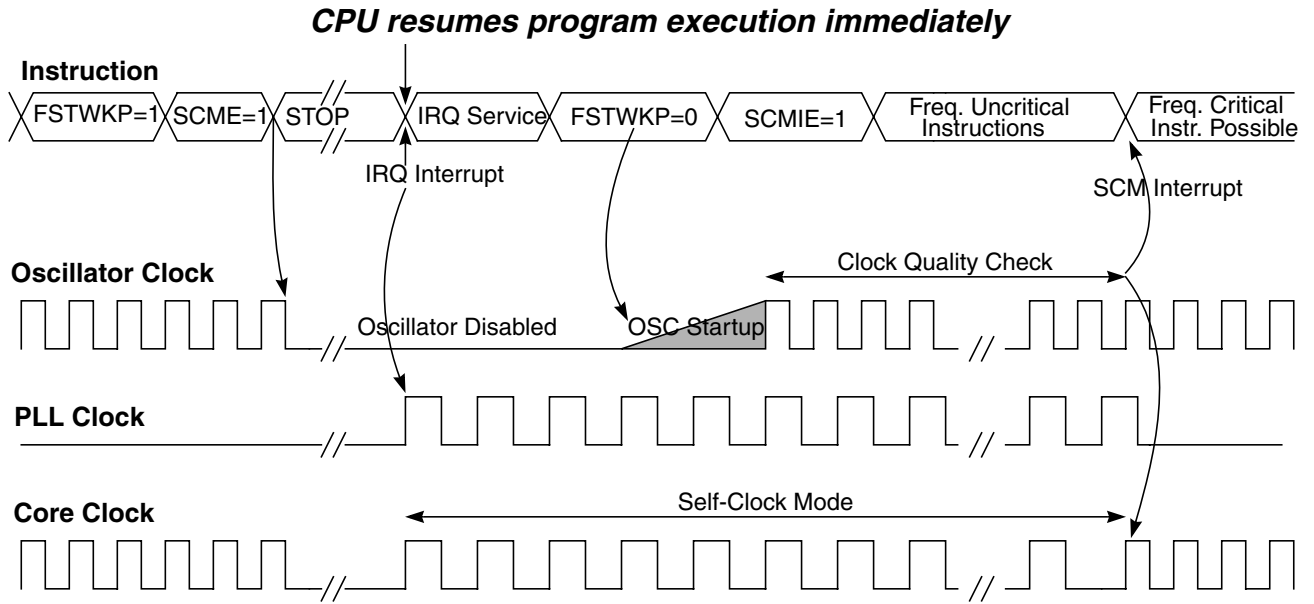 CPU resumes program execution immediately
Instruction
FSTWKP=1 SCME=1 STOP IRQ Service FSTWKP=0 SCMIE=1 Freq. Uncritical Instructions Freq. Critical Instr. Possible
IRQ Interrupt
SCM Interrupt
Oscillator Clock
Clock Quality Check
Oscillator Disabled
OSC Startup
PLL Clock
Core Clock
Self-Clock Mode